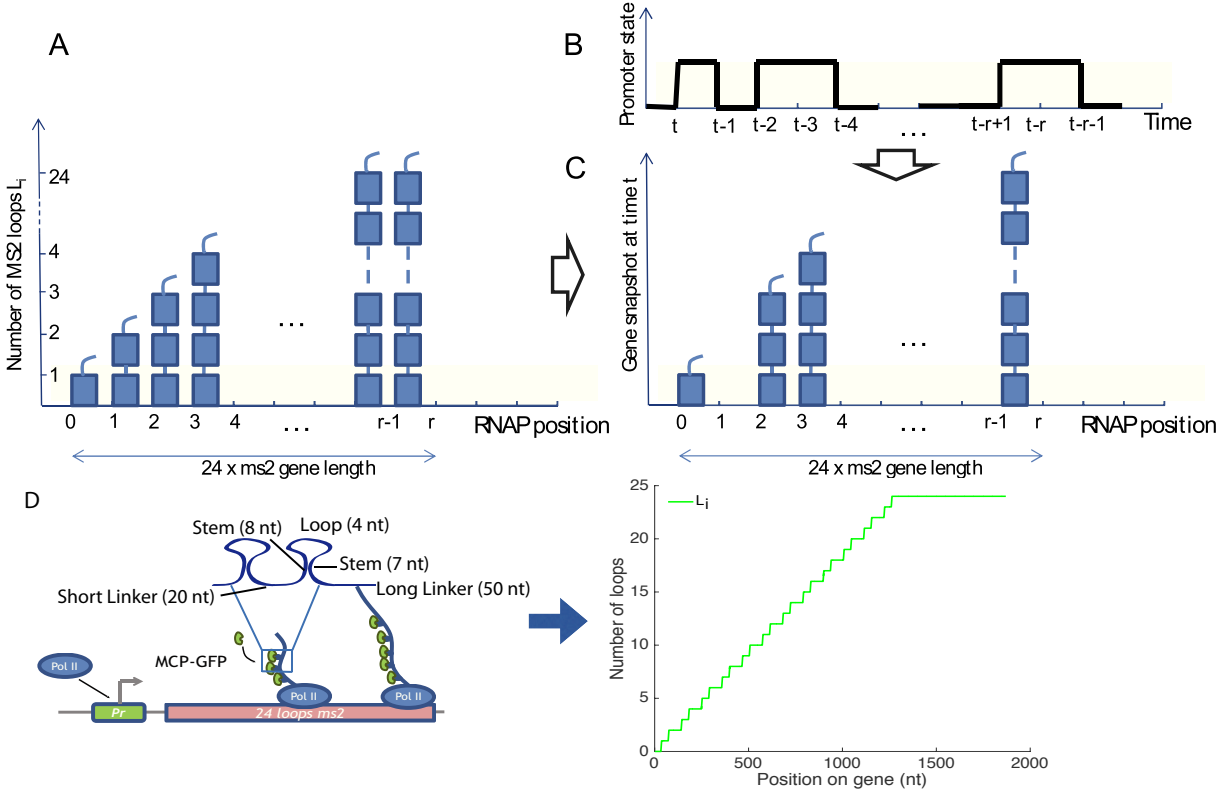 A
Number of MS2 loops Li
24
4
3
2
1
...
0 1 2 3 4 ... r-1 r RNAP position
24 x ms2 gene length
B
Promoter state
t t-1 t-2 t-3 t-4 ... t-r+1 t-r t-r-1 Time
C
Gene snapshot at time t
...
0 1 2 3 4 ... r-1 r RNAP position
24 x ms2 gene length
D
Stem (8 nt) Loop (4 nt)
Stem (7 nt)
Short Linker (20 nt) Long Linker (50 nt)
MCP-GFP
Pol II
Pol II Pol II
Pr 24 loops ms2
Li
Number of loops
25
20
15
10
5
0
0 500 1000 1500 2000
Position on gene (nt)